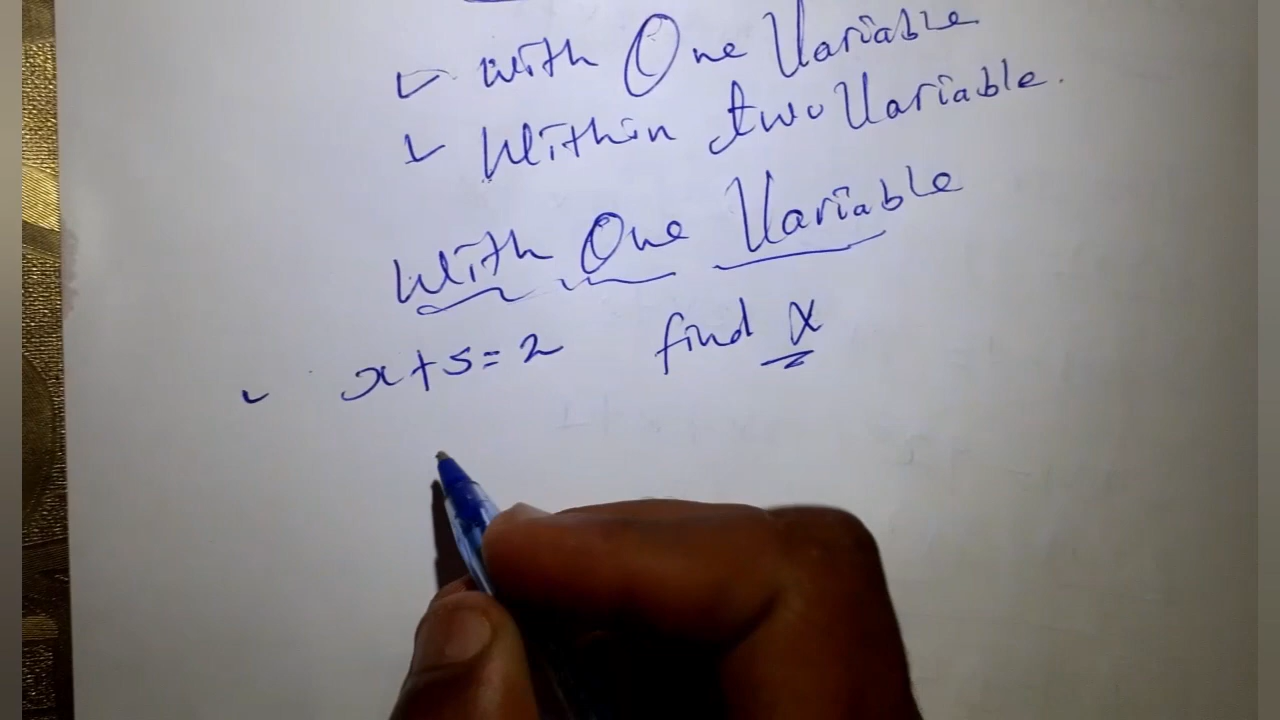 With One Variable
Within two Variable.
With One Variable
x+5=2 find x